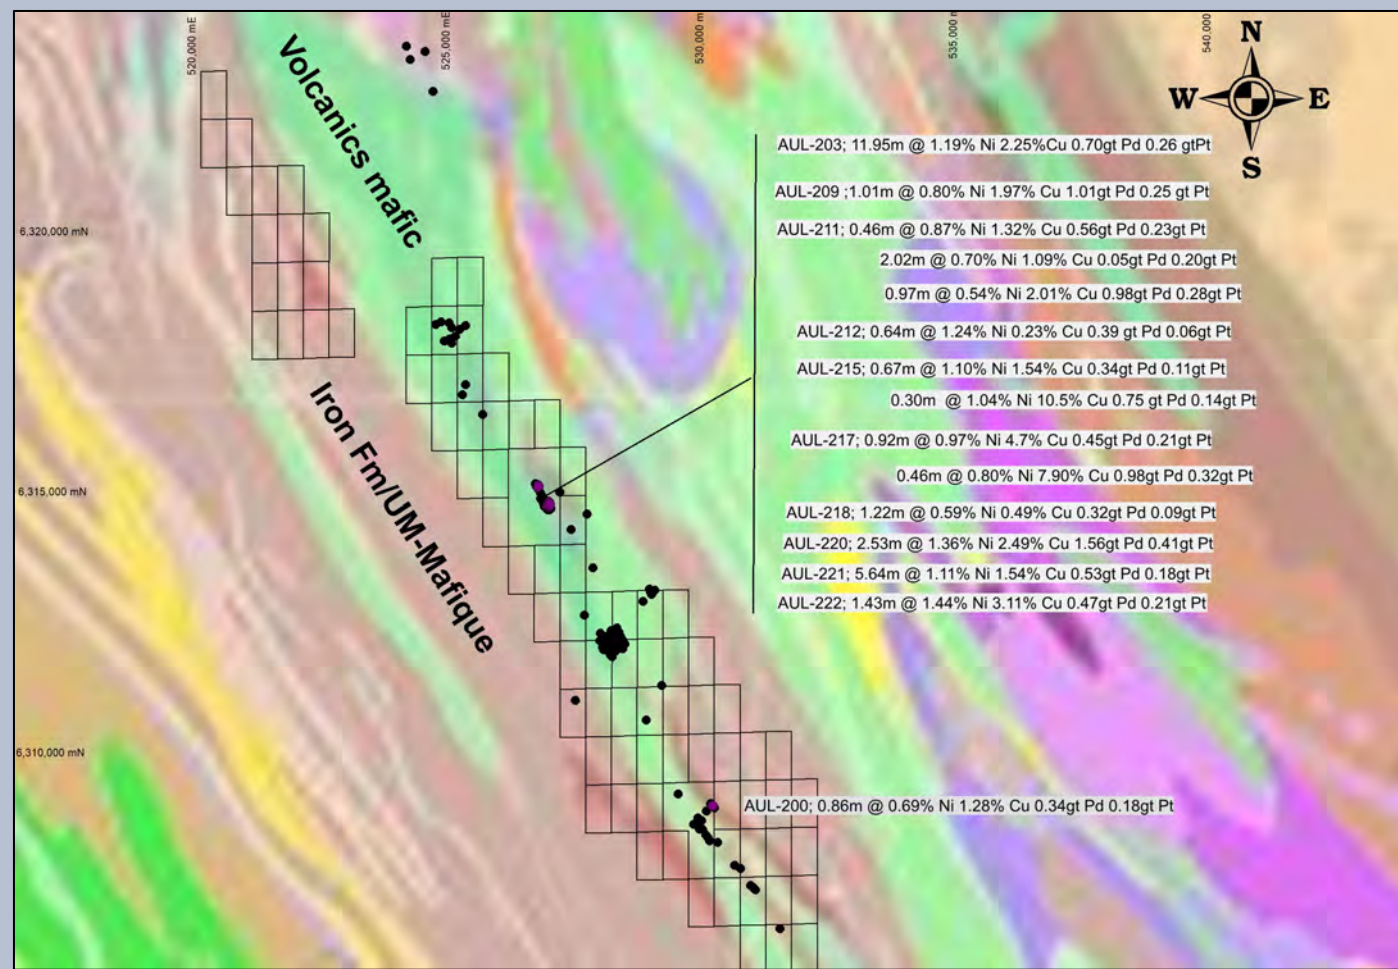 520,000 mE
525,000 mE
530,000 m
535,000 m
540,000
N
W E
S
Volcanics mafic
AUL-203; 11.95m @ 1.19% Ni 2.25%Cu 0.70gt Pd 0.26 gtPt
AUL-209 ;1.01m @ 0.80% Ni 1.97% Cu 1.01gt Pd 0.25 gt Pt
6,320,000 mN
AUL-211; 0.46m @ 0.87% Ni 1.32% Cu 0.56gt Pd 0.23gt Pt
2.02m @ 0.70% Ni 1.09% Cu 0.05gt Pd 0.20gt Pt
0.97m @ 0.54% Ni 2.01% Cu 0.98gt Pd 0.28gt Pt
AUL-212; 0.64m @ 1.24% Ni 0.23% Cu 0.39 gt Pd 0.06gt Pt
AUL-215; 0.67m @ 1.10% Ni 1.54% Cu 0.34gt Pd 0.11gt Pt
0.30m @ 1.04% Ni 10.5% Cu 0.75 gt Pd 0.14gt Pt
Iron Fm/UM-Mafique
AUL-217; 0.92m @ 0.97% Ni 4.7% Cu 0.45gt Pd 0.21gt Pt
0.46m @ 0.80% Ni 7.90% Cu 0.98gt Pd 0.32gt Pt
6,315,000 mN
AUL-218; 1.22m @ 0.59% Ni 0.49% Cu 0.32gt Pd 0.09gt Pt
AUL-220; 2.53m @ 1.36% Ni 2.49% Cu 1.56gt Pd 0.41gt Pt
AUL-221; 5.64m @ 1.11% Ni 1.54% Cu 0.53gt Pd 0.18gt Pt
AUL-222; 1.43m @ 1.44% Ni 3.11% Cu 0.47gt Pd 0.21gt Pt
6,310,000 mN
AUL-200; 0.86m @ 0.69% Ni 1.28% Cu 0.34gt Pd 0.18gt Pt